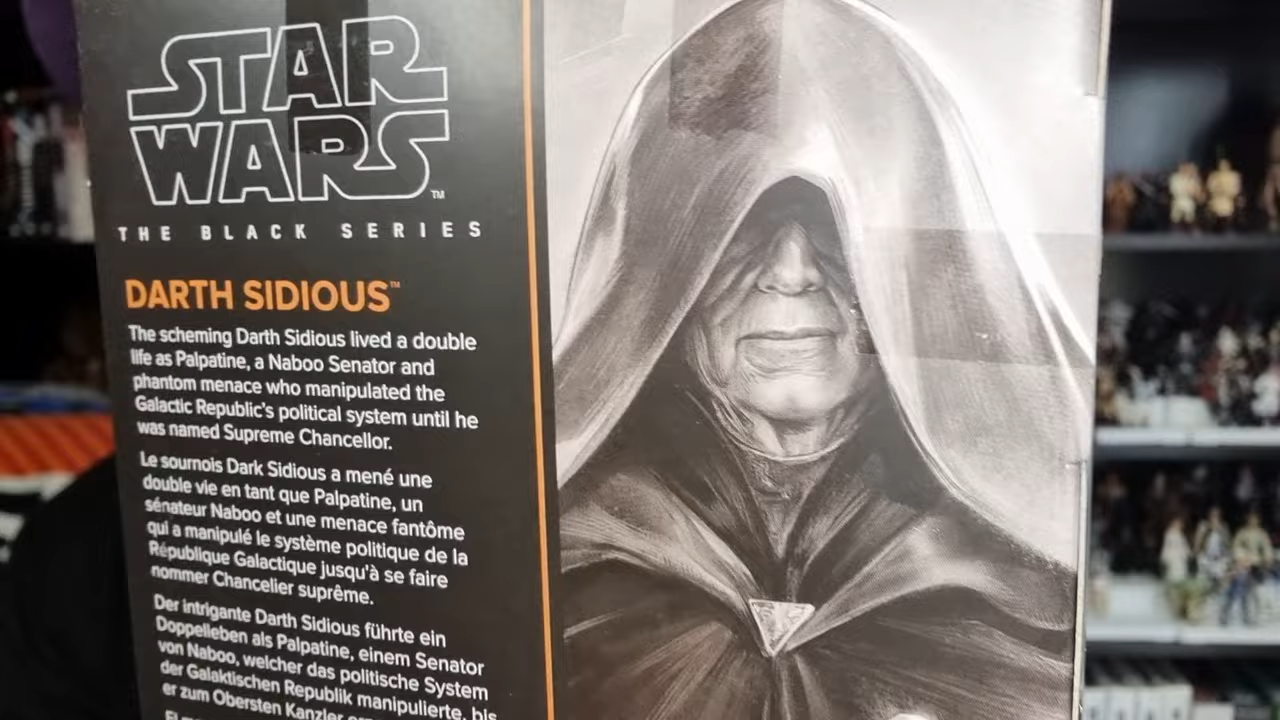 STAR
WARS™
THE BLACK SERIES
DARTH SIDIOUS™
The scheming Darth Sidious lived a double
life as Palpatine, a Naboo Senator and
phantom menace who manipulated the
Galactic Republic's political system until he
was named Supreme Chancellor.
Le sournois Dark Sidious a mené une
double vie en tant que Palpatine, un
sénateur Naboo et une menace fantôme
qui a manipulé le système politique de la
République Galactique jusqu'à se faire
nommer Chancelier suprême.
Der intrigante Darth Sidious führte ein
Doppelleben als Palpatine, einem Senator
von Naboo, welcher das politische System
der Galaktischen Republik manipulierte, bis
er zum Obersten Kanzler
El